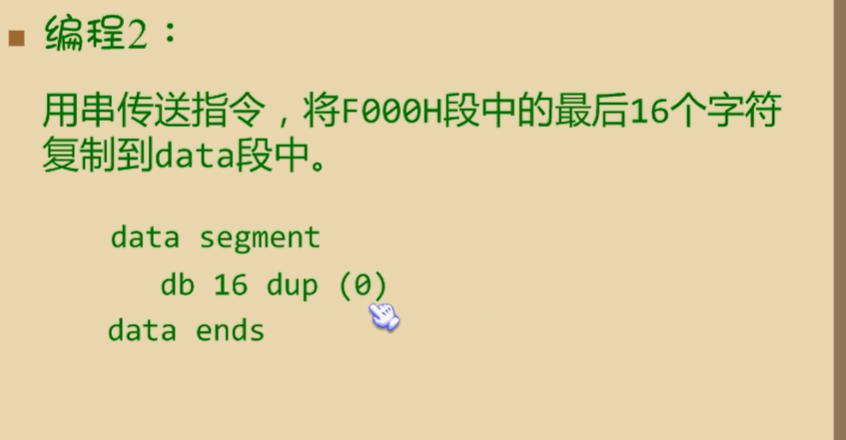 编程2：
用串传送指令，将F000H段中的最后16个字符
复制到data段中。
data segment
db 16 dup (0)
data ends